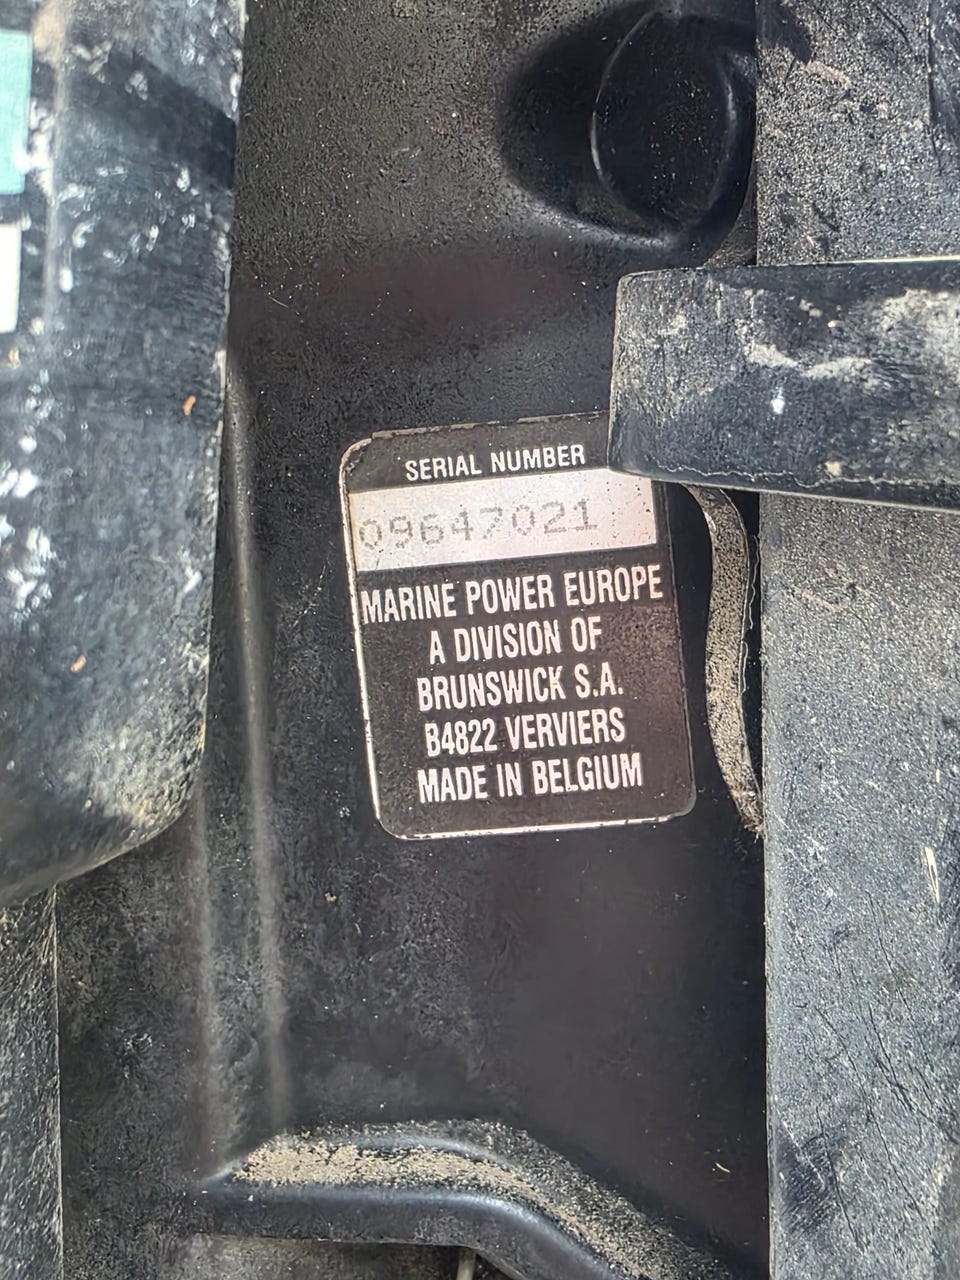 SERIAL NUMBER
09647021
MARINE POWER EUROPE
A DIVISION OF
BRUNSWICK S.A.
B4822 VERVIERS
MADE IN BELGIUM